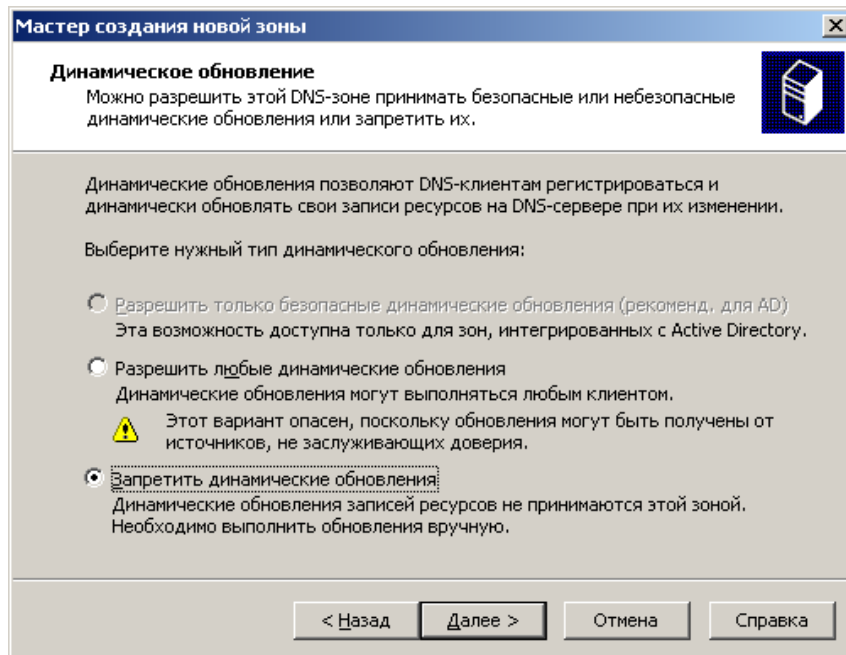 Мастер создания новой зоны
Динамическое обновление
Можно разрешить этой DNS-зоне принимать безопасные или небезопасные
динамические обновления или запретить их.
Динамические обновления позволяют DNS-клиентам регистрироваться и
динамически обновлять свои записи ресурсов на DNS-сервере при их изменении.
Выберите нужный тип динамического обновления:
Разрешить только безопасные динамические обновления (рекоменд. для AD)
Эта возможность доступна только для зон, интегрированных с Active Directory.
Разрешить любые динамические обновления
Динамические обновления могут выполняться любым клиентом.
Этот вариант опасен, поскольку обновления могут быть получены от
источников, не заслуживающих доверия.
Запретить динамические обновления
Динамические обновления записей ресурсов не принимаются этой зоной.
Необходимо выполнить обновления вручную.
< Назад Далее > Отмена Справка